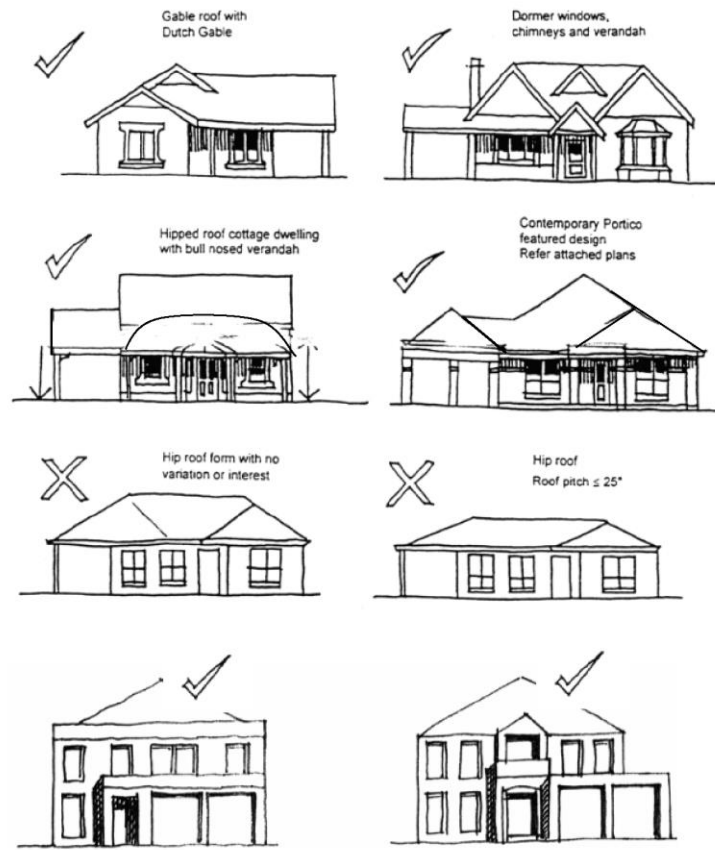 Gable roof with
Dutch Gable
Dormer windows,
chimneys and verandah
Hipped roof cottage dwelling
with bull nosed verandah
Contemporary Portico
featured design
Refer attached plans
Hip roof form with no
variation or interest
Hip roof
Roof pitch ≤ 25°